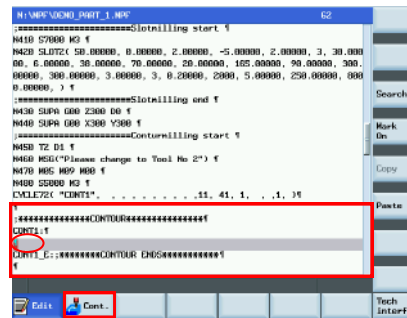 N:\MPF\DEMO_PART_1.MPF 62
;========================Slotmilling start ¶
N410 S7000 M3 ¶
N420 SLOT2( 50.00000, 0.00000, 2.00000, -5.00000, 2.00000, 3, 30.000
00, 6.00000, 38.00000, 70.00000, 20.00000, 165.00000, 90.00000, 300.
00000, 300.00000, 3.00000, 3, 0.20000, 2000, 5.00000, 250.00000, 800
0.00000, ) ¶
;========================Slotmilling end ¶
N430 SUPA G00 Z300 D0 ¶
N440 SUPA G00 X300 Y300 ¶
;========================Conturmilling start ¶
N450 T2 D1 ¶
N460 MSG("Please change to Tool No 2") ¶
N470 M05 M09 M00 ¶
N480 S5000 M3 ¶
CYCLE72( "CONT1", , , , , , , , , ,11, 41, 1, , ,1, )¶
¶
;***************CONTOUR****************¶
CONT1:¶
CONT1_E:;********CONTOUR ENDS***********¶
¶
Search
Mark
On
Copy
Paste
Edit Cont.
Tech
Interf